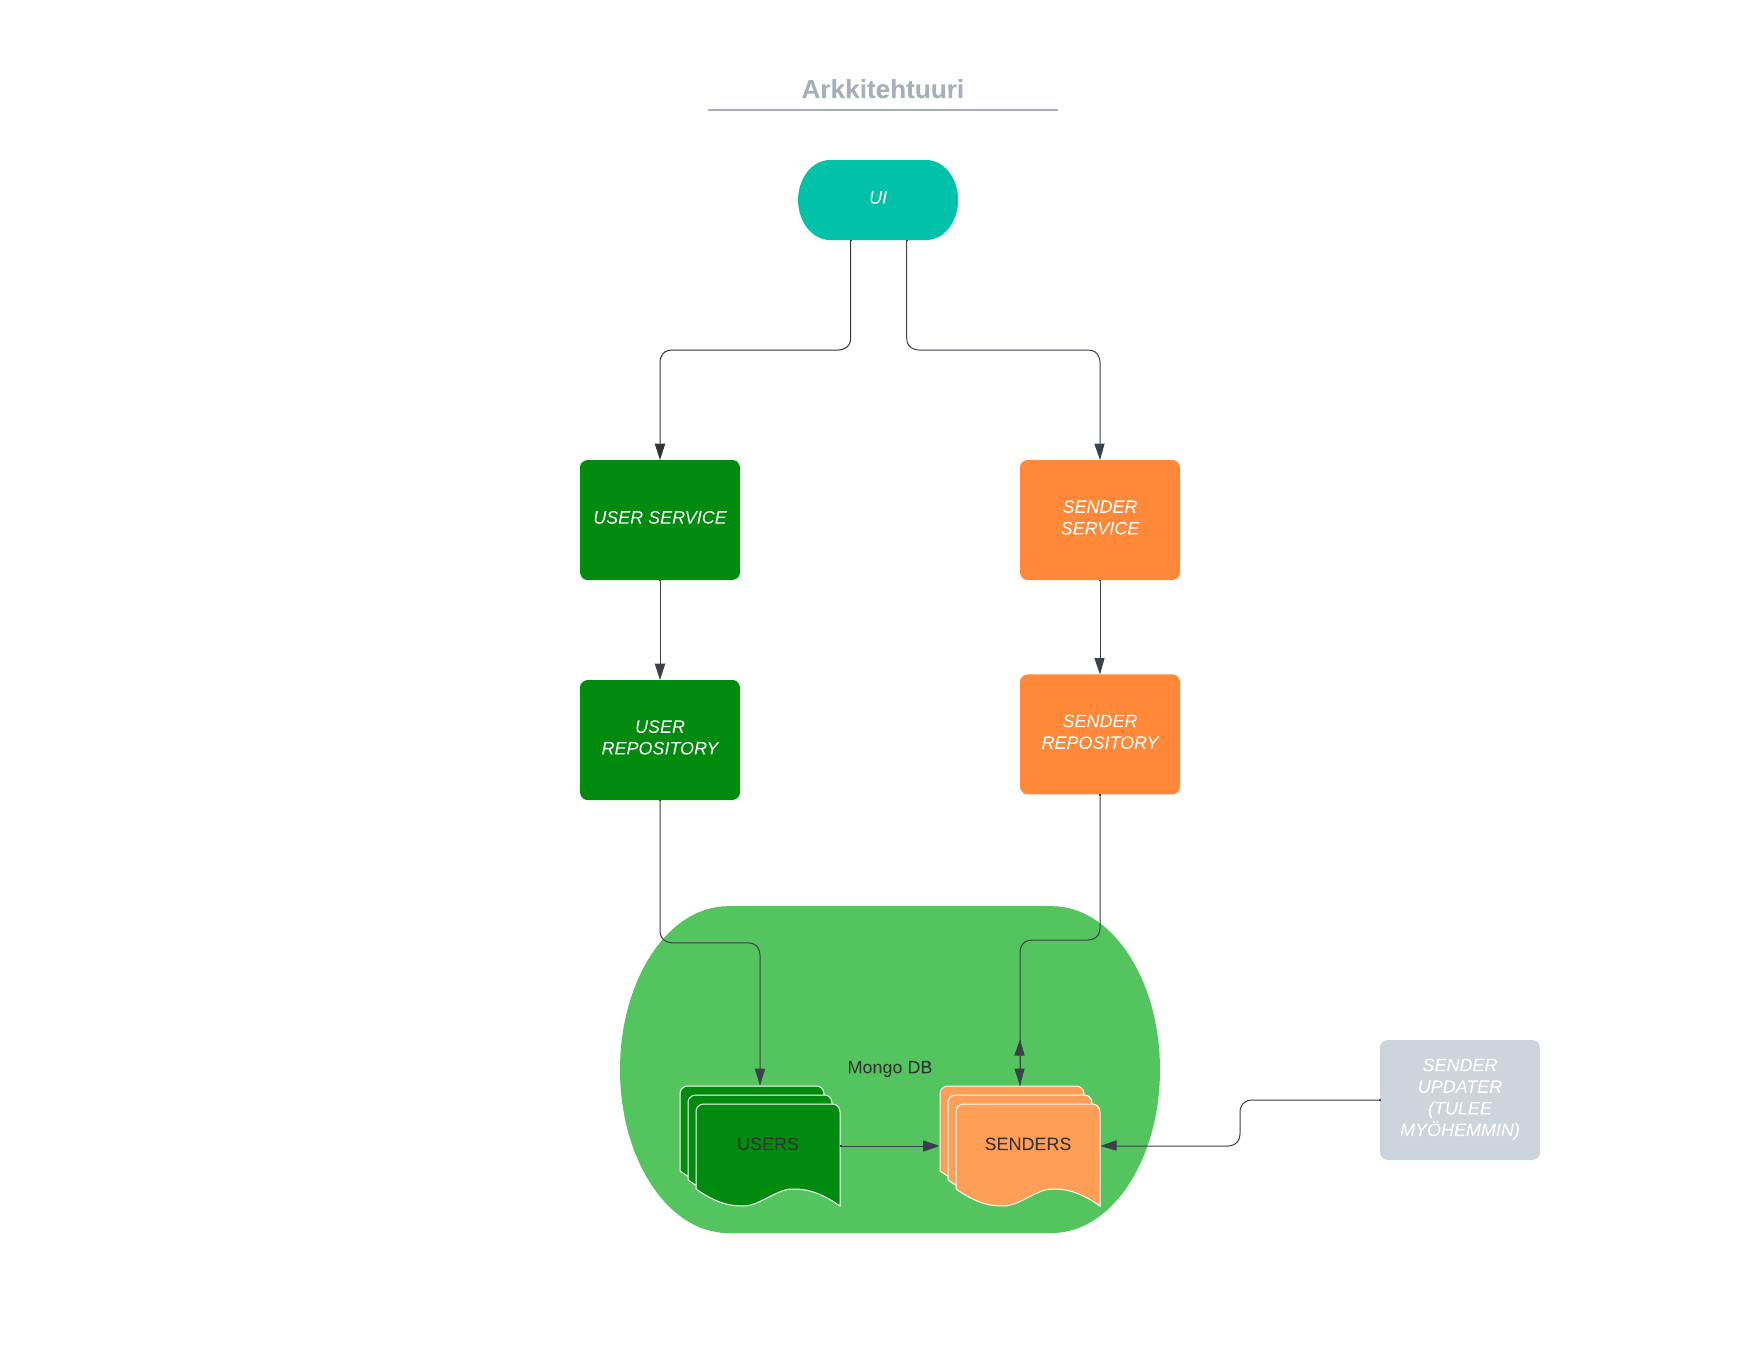 Arkkitehtuuri
UI
USER SERVICE
SENDER
SERVICE
USER
REPOSITORY
SENDER
REPOSITORY
Mongo DB
USERS
SENDERS
SENDER
UPDATER
(TULEE
MYÖHEMMIN)